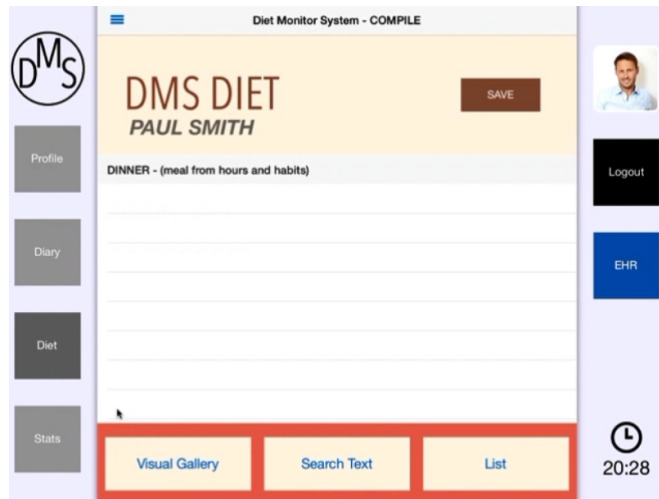 Diet Monitor System - COMPILE
DMS
DMS DIET
SAVE
PAUL SMITH
Profile
DINNER - (meal from hours and habits)
Logout
Diary
EHR
Diet
Stats
Visual Gallery
Search Text
List
20:28